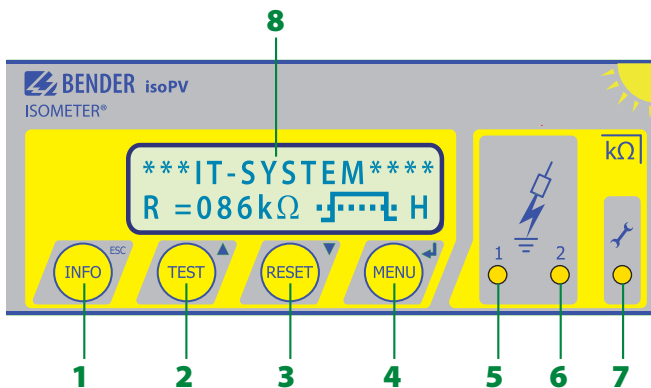 8
BENDER isoPV
ISOMETER®
kΩ
***IT-SYSTEM****
R =086kΩ H
ESC
INFO TEST RESET MENU
1 2
1 2 3 4 5 6 7